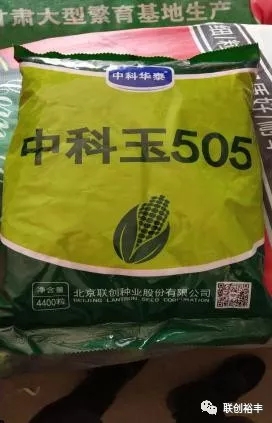 甘肃大型繁育基地生产
中科华泰
中科玉505
净含量
4400粒
北京联创种业股份有限公司
BEIJING LANTRON SEED CORPORATION
联创裕丰